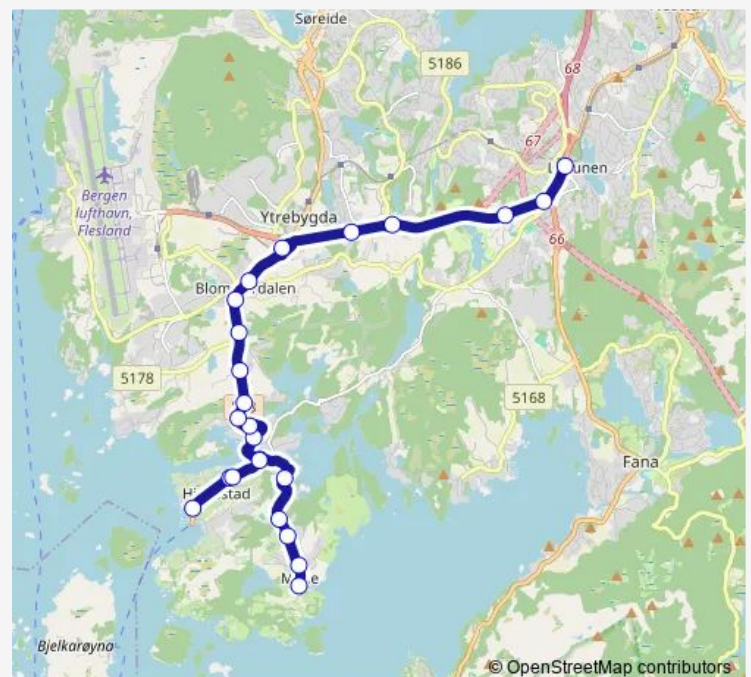 Søreide
5186
68
67
Bergen
lufthavn,
Flesland
Ytrebygda
66
5178
5168
Fana
Bjelkarøyna
© OpenStreetMap contributors